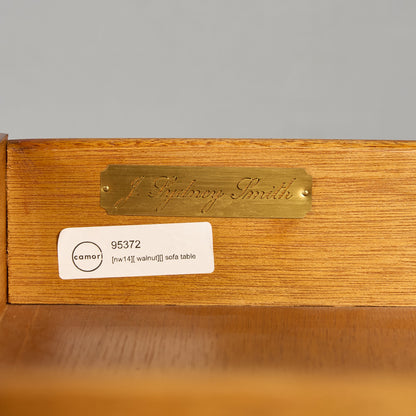 J. Sydney Smith
camori
95372
[nw14][ walnut][] sofa table